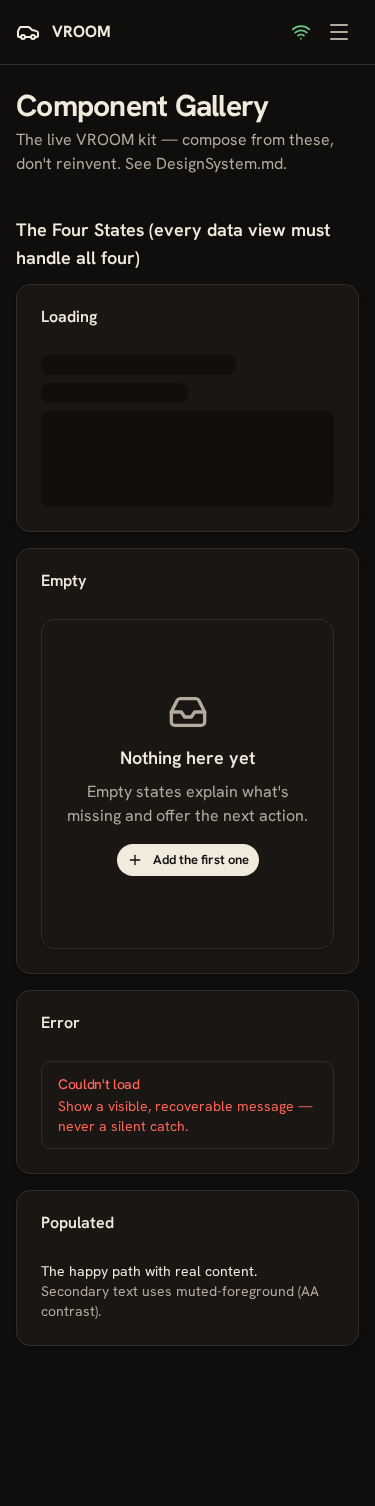 VROOM
Component Gallery
The live VROOM kit — compose from these,
don't reinvent. See DesignSystem.md.
The Four States (every data view must
handle all four)
Loading
Empty
Nothing here yet
Empty states explain what's
missing and offer the next action.
Add the first one
Error
Couldn't load
Show a visible, recoverable message —
never a silent catch.
Populated
The happy path with real content.
Secondary text uses muted-foreground (AA
contrast).